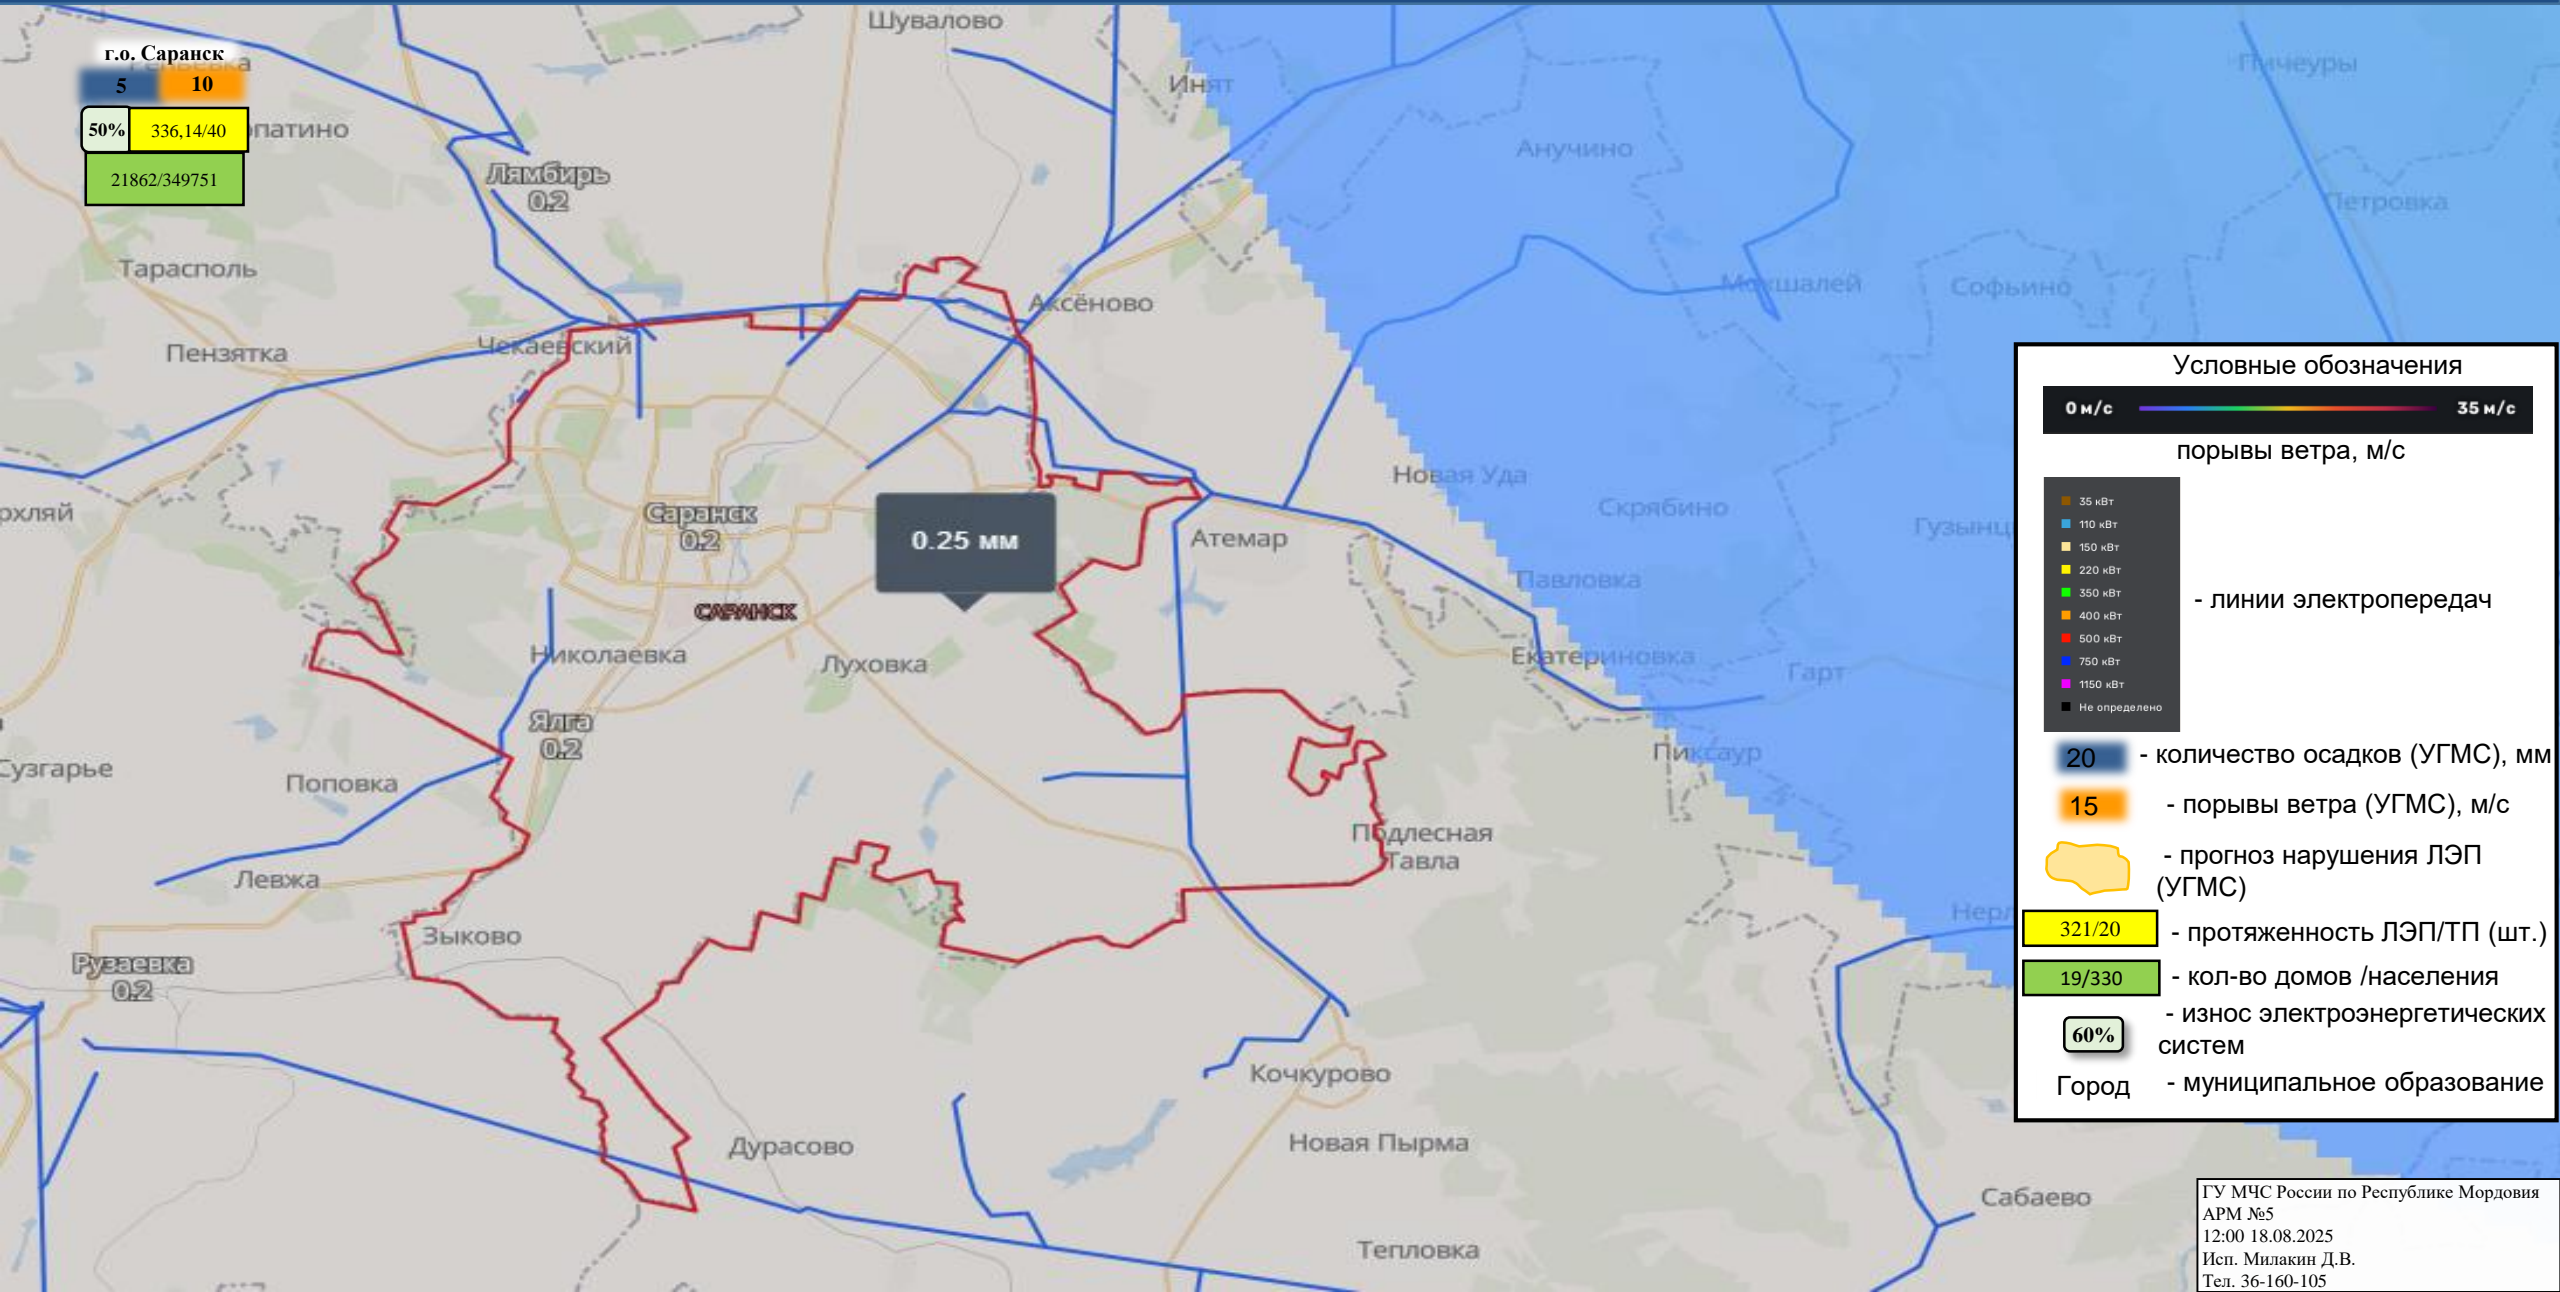 г.о. Саранск
5 10
50% 336,14/40
21862/349751
Шувалово
Инят
Пичеуры
Анучино
Лямбирь
0.2
Петровка
Тарасполь
Аксёново
Мокшалей
Софьино
Пензятка
Чекаевский
Новая Уда
Скрябино
Саранск
0.2
0.25 мм
Атемар
САРАНСК
Павловка
Николаевка
Луховка
Екатериновка
Гарт
Ялга
0.2
Пиксаур
Сузгарье
Поповка
Подлесная
Тавла
Левжа
Зыково
Рузаевка
0.2
Кочкурово
Дурасово
Новая Пырма
Сабаево
Тепловка
Условные обозначения
0 м/с 35 м/с
порывы ветра, м/с
35 кВт
110 кВт
150 кВт
220 кВт
350 кВт
400 кВт
500 кВт
750 кВт
1150 кВт
Не определено
- линии электропередач
20 - количество осадков (УГМС), мм
15 - порывы ветра (УГМС), м/с
- прогноз нарушения ЛЭП
(УГМС)
321/20 - протяженность ЛЭП/ТП (шт.)
19/330 - кол-во домов /населения
60% - износ электроэнергетических
систем
Город - муниципальное образование
ГУ МЧС России по Республике Мордовия
АРМ №5
12:00 18.08.2025
Исп. Милакин Д.В.
Тел. 36-160-105